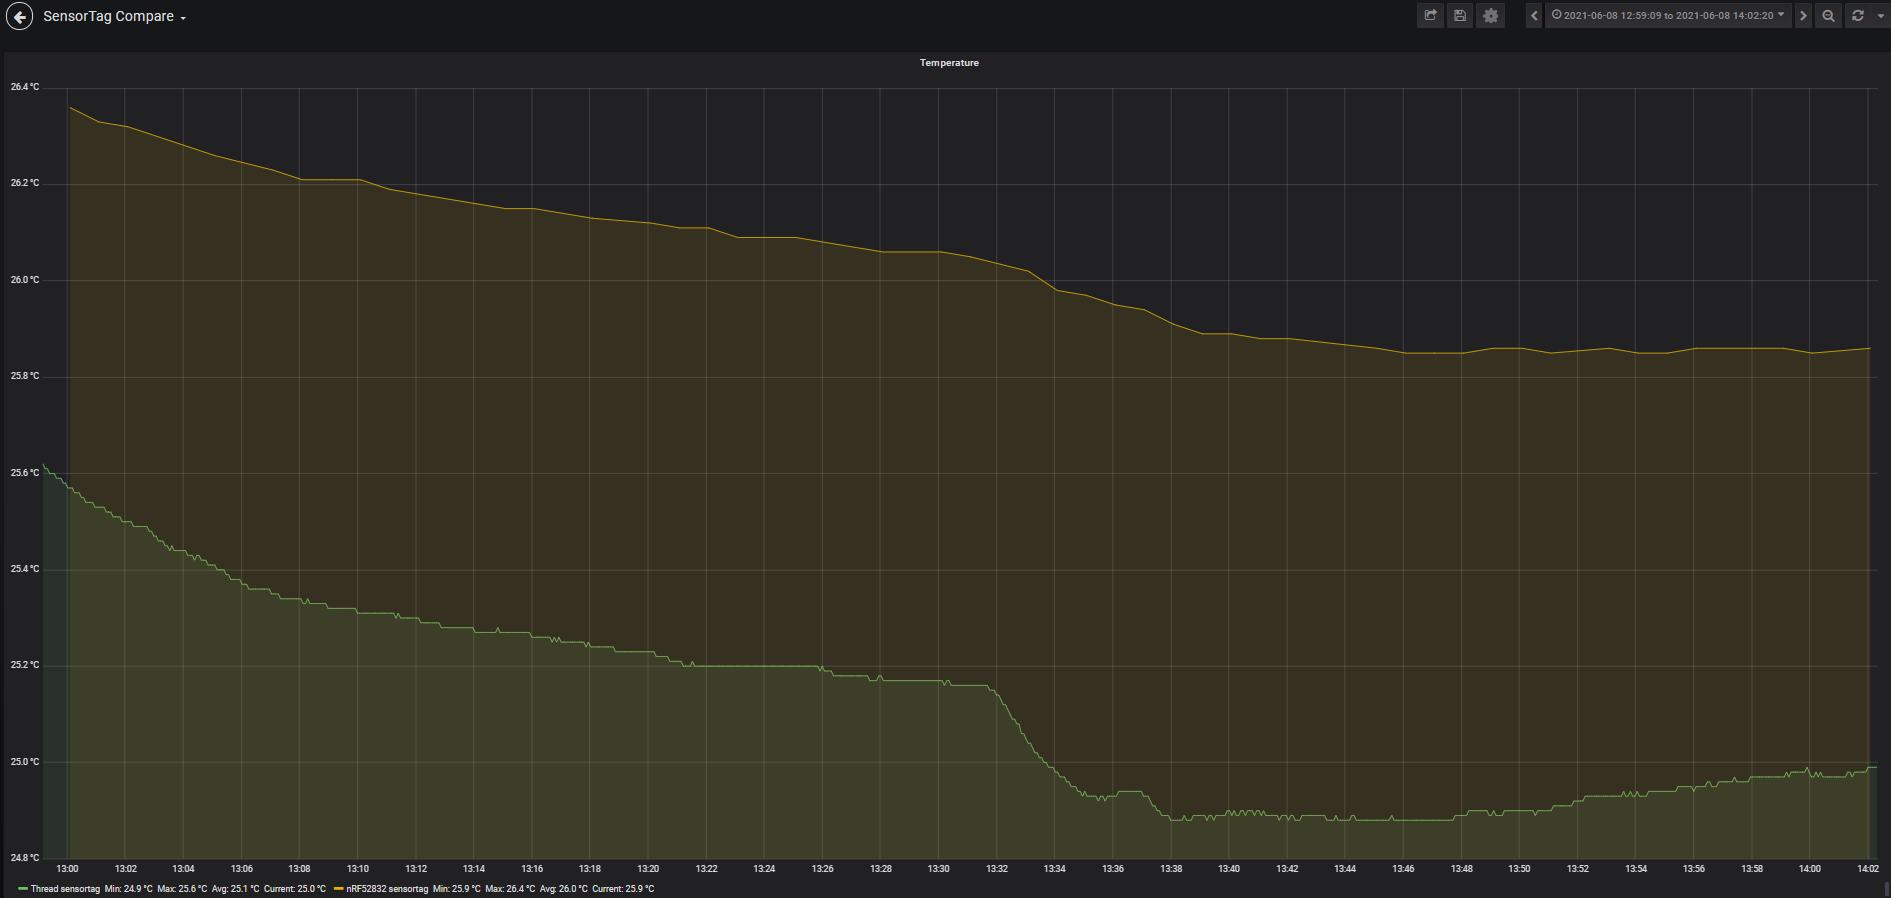 SensorTag Compare
2021-06-08 12:59:09 to 2021-06-08 14:02:20
Temperature
26.4 °C
26.2 °C
26.0 °C
25.8 °C
25.6 °C
25.4 °C
25.2 °C
25.0 °C
24.8 °C
13:00 13:02 13:04 13:06 13:08 13:10 13:12 13:14 13:16 13:18 13:20 13:22 13:24 13:26 13:28 13:30 13:32 13:34 13:36 13:38 13:40 13:42 13:44 13:46 13:48 13:50 13:52 13:54 13:56 13:58 14:00 14:02
Thread sensortag Min: 24.9 °C Max: 25.6 °C Avg: 25.1 °C Current: 25.0 °C nRF52832 sensortag Min: 25.9 °C Max: 26.4 °C Avg: 26.0 °C Current: 25.9 °C